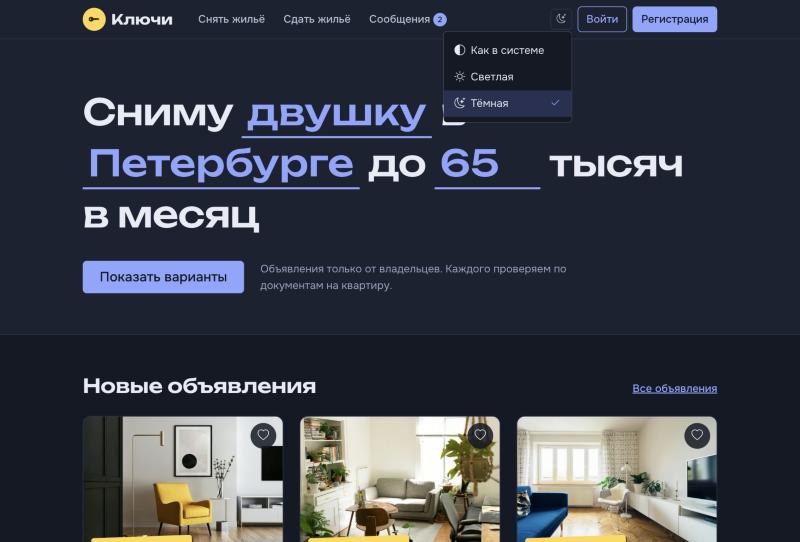 Ключи
Снять жильё
Сдать жильё
Сообщения 2
Войти
Регистрация
Как в системе
Светлая
Тёмная
Сниму двушку в
Петербурге до 65 тысяч
в месяц
Показать варианты
Объявления только от владельцев. Каждого проверяем по
документам на квартиру.
Новые объявления
Все объявления